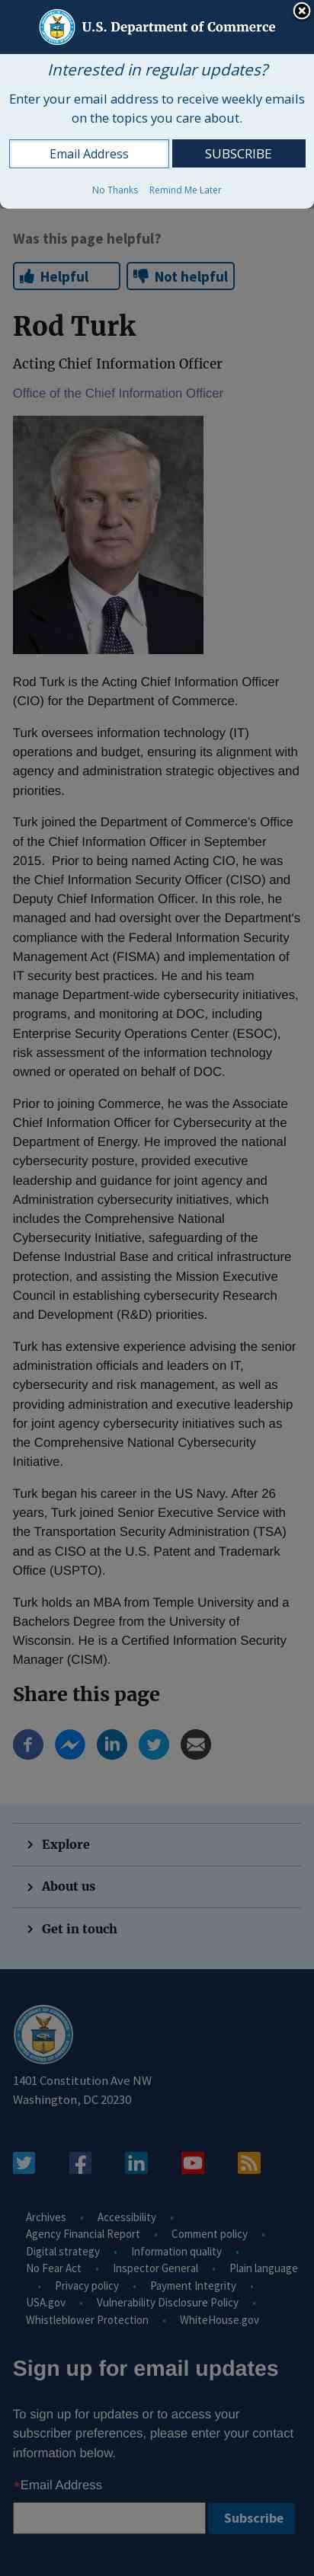 U.S. Department of Commerce
Interested in regular updates?
Enter your email address to receive weekly emails
on the topics you care about.
Email Address
SUBSCRIBE
No Thanks
Remind Me Later
Was this page helpful?
Helpful
Not helpful
Rod Turk
Acting Chief Information Officer
Office of the Chief Information Officer
Rod Turk is the Acting Chief Information Officer
(CIO) for the Department of Commerce.
Turk oversees information technology (IT)
operations and budget, ensuring its alignment with
agency and administration strategic objectives and
priorities.
Turk joined the Department of Commerce's Office
of the Chief Information Officer in September
2015.  Prior to being named Acting CIO, he was
the Chief Information Security Officer (CISO) and
Deputy Chief Information Officer. In this role, he
managed and had oversight over the Department's
compliance with the Federal Information Security
Management Act (FISMA) and implementation of
IT security best practices. He and his team
manage Department-wide cybersecurity initiatives,
programs, and monitoring at DOC, including
Enterprise Security Operations Center (ESOC),
risk assessment of the information technology
owned or operated on behalf of DOC.
Prior to joining Commerce, he was the Associate
Chief Information Officer for Cybersecurity at the
Department of Energy. He improved the national
cybersecurity posture, provided executive
leadership and guidance for joint agency and
Administration cybersecurity initiatives, which
includes the Comprehensive National
Cybersecurity Initiative, safeguarding of the
Defense Industrial Base and critical infrastructure
protection, and assisting the Mission Executive
Council in establishing cybersecurity Research
and Development (R&D) priorities.
Turk has extensive experience advising the senior
administration officials and leaders on IT,
cybersecurity and risk management, as well as
providing administration and executive leadership
for joint agency cybersecurity initiatives such as
the Comprehensive National Cybersecurity
Initiative.
Turk began his career in the US Navy. After 26
years, Turk joined Senior Executive Service with
the Transportation Security Administration (TSA)
and as CISO at the U.S. Patent and Trademark
Office (USPTO).
Turk holds an MBA from Temple University and a
Bachelors Degree from the University of
Wisconsin. He is a Certified Information Security
Manager (CISM).
Share this page
Explore
About us
Get in touch
1401 Constitution Ave NW
Washington, DC 20230
Archives • Accessibility •
Agency Financial Report • Comment policy •
Digital strategy • Information quality •
No Fear Act • Inspector General • Plain language
• Privacy policy • Payment Integrity •
USA.gov • Vulnerability Disclosure Policy •
Whistleblower Protection • WhiteHouse.gov
Sign up for email updates
To sign up for updates or to access your
subscriber preferences, please enter your contact
information below.
*Email Address
Subscribe